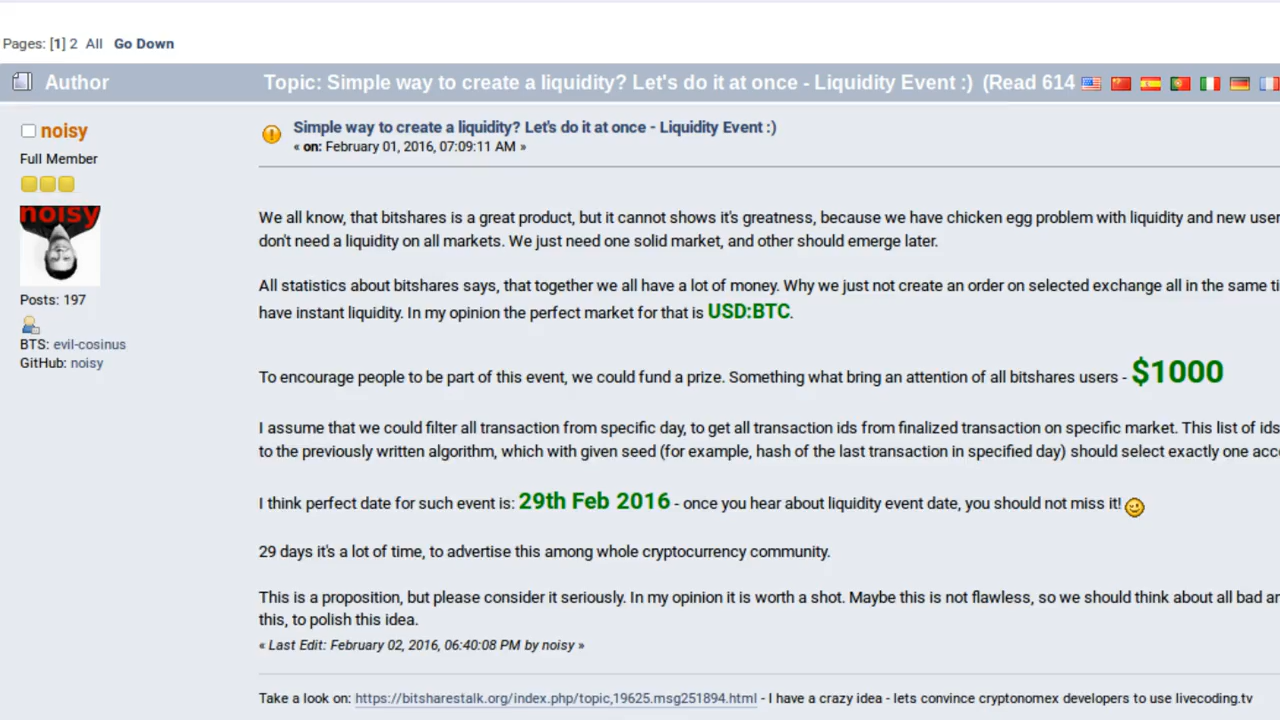 Pages: [1] 2 All Go Down
Author Topic: Simple way to create a liquidity? Let's do it at once - Liquidity Event :) (Read 614
noisy
Simple way to create a liquidity? Let's do it at once - Liquidity Event :)
« on: February 01, 2016, 07:09:11 AM »
Full Member
noisy
Posts: 197
BTS: evil-cosinus
GitHub: noisy
We all know, that bitshares is a great product, but it cannot shows it's greatness, because we have chicken egg problem with liquidity and new user
don't need a liquidity on all markets. We just need one solid market, and other should emerge later.
All statistics about bitshares says, that together we all have a lot of money. Why we just not create an order on selected exchange all in the same ti
have instant liquidity. In my opinion the perfect market for that is USD:BTC.
To encourage people to be part of this event, we could fund a prize. Something what bring an attention of all bitshares users - $1000
I assume that we could filter all transaction from specific day, to get all transaction ids from finalized transaction on specific market. This list of ids
to the previously written algorithm, which with given seed (for example, hash of the last transaction in specified day) should select exactly one acc
I think perfect date for such event is: 29th Feb 2016 - once you hear about liquidity event date, you should not miss it!
29 days it's a lot of time, to advertise this among whole cryptocurrency community.
This is a proposition, but please consider it seriously. In my opinion it is worth a shot. Maybe this is not flawless, so we should think about all bad ar
this, to polish this idea.
« Last Edit: February 02, 2016, 06:40:08 PM by noisy »
Take a look on: https://bitsharestalk.org/index.php/topic,19625.msg251894.html - I have a crazy idea - lets convince cryptonomex developers to use livecoding.tv